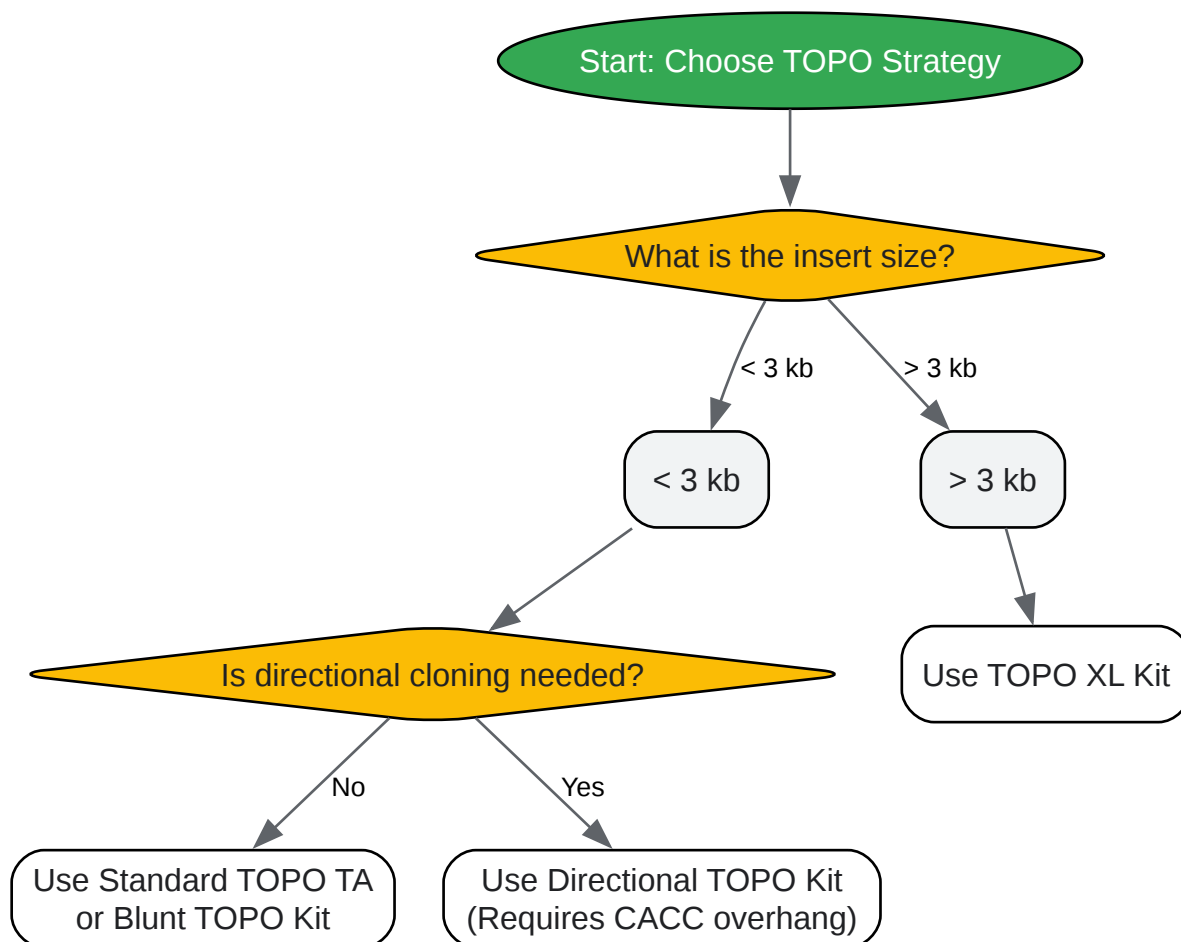 Start: Choose TOPO Strategy
What is the insert size?
< 3 kb
> 3 kb
< 3 kb
> 3 kb
Is directional cloning needed?
Use TOPO XL Kit
No
Yes
Use Standard TOPO TA
or Blunt TOPO Kit
Use Directional TOPO Kit
(Requires CACC overhang)